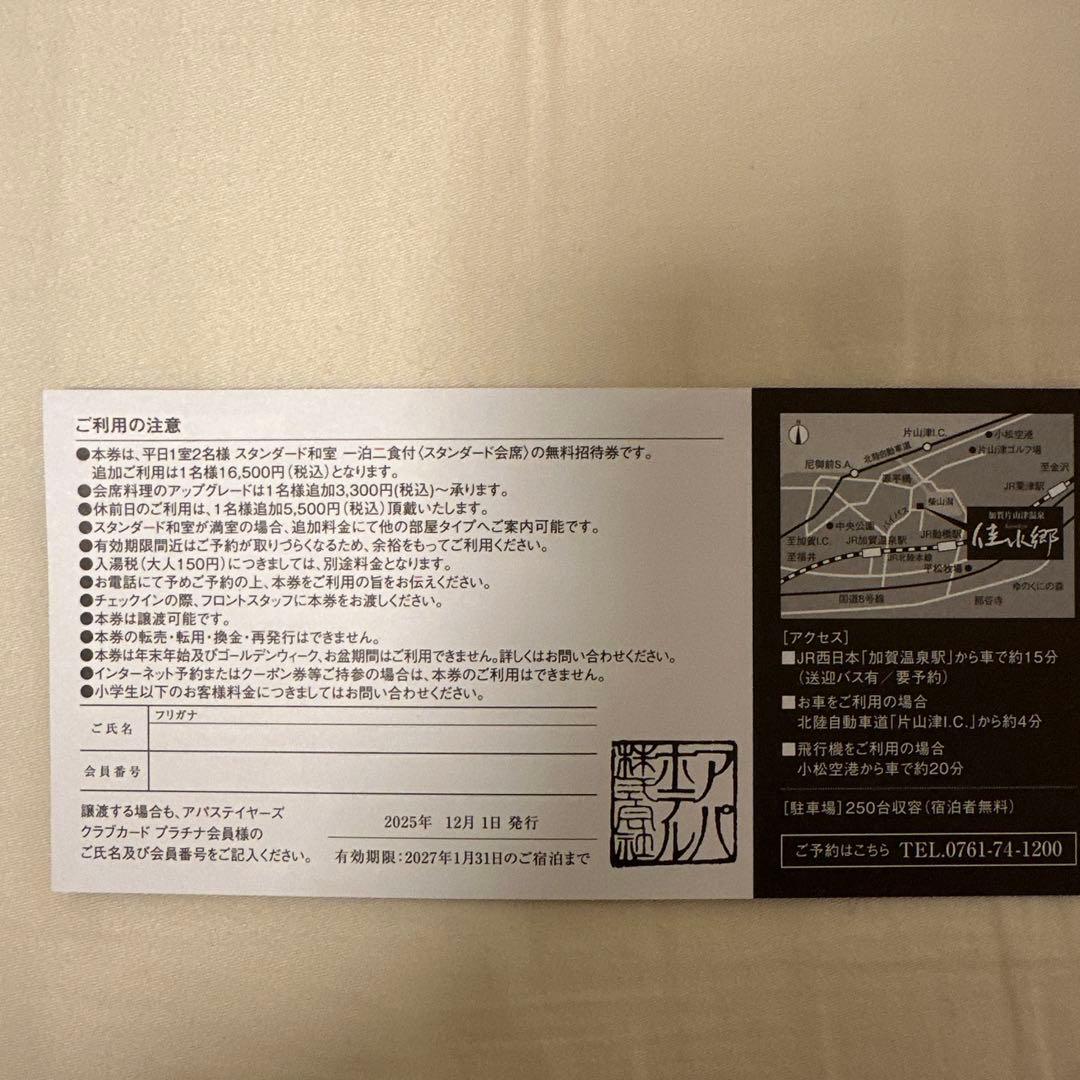 ご利用の注意
●本券は、平日1室2名様 スタンダード和室 一泊二食付〈スタンダード会席〉の無料招待券です。
追加ご利用は1名様16,500円(税込)となります。
●会席料理のアップグレードは1名様追加3,300円(税込)〜承ります。
●休前日のご利用は、1名様追加5,500円(税込)頂戴いたします。
●スタンダード和室が満室の場合、追加料金にて他の部屋タイプへご案内可能です。
●有効期限間近はご予約が取りづらくなるため、余裕をもってご利用ください。
●入湯税(大人150円)につきましては、別途料金となります。
●お電話にて予めご予約の上、本券をご利用の旨をお伝えください。
●チェックインの際、フロントスタッフに本券をお渡しください。
●本券は譲渡可能です。
●本券の転売・転用・換金・再発行はできません。
●本券は年末年始及びゴールデンウィーク、お盆期間はご利用できません。詳しくはお問い合わせください。
●インターネット予約またはクーポン券等ご持参の場合は、本券のご利用はできません。
●小学生以下のお客様料金につきましてはお問い合わせください。
ご氏名
フリガナ
会員番号
譲渡する場合も、アパステイヤーズ
クラブカード プラチナ会員様の
ご氏名及び会員番号をご記入ください。
2025年 12月 1日 発行
有効期限:2027年1月31日のご宿泊まで
アパ
ホテル
株式会社
片山津I.C.
●小松空港
北陸自動車道
●片山津ゴルフ場
尼御前S.A.
源平橋
至金沢
JR粟津駅
柴山潟
バイパス
加賀片山津温泉
佳水郷
●中央公園
至加賀I.C.
JR加賀温泉駅
JR動橋駅
至福井
JR北陸本線
平松牧場●
ゆのくにの森
国道8号線
那谷寺
[アクセス]
■JR西日本「加賀温泉駅」から車で約15分
(送迎バス有/要予約)
■お車をご利用の場合
北陸自動車道「片山津I.C.」から約4分
■飛行機をご利用の場合
小松空港から車で約20分
[駐車場]250台収容(宿泊者無料)
ご予約はこちら TEL.0761-74-1200